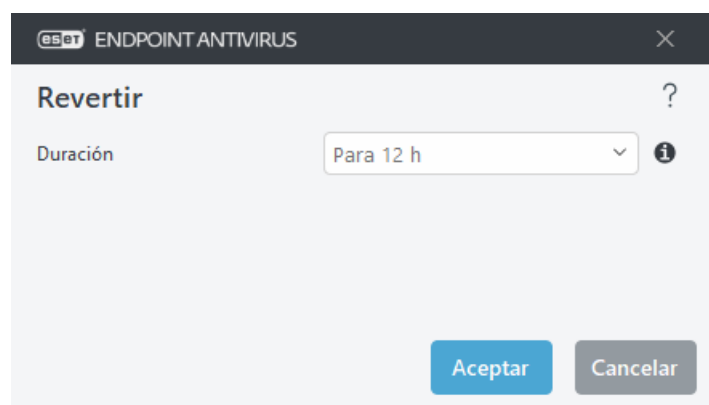 eset ENDPOINT ANTIVIRUS
Revertir
?
Duración
Para 12 h
Aceptar
Cancelar